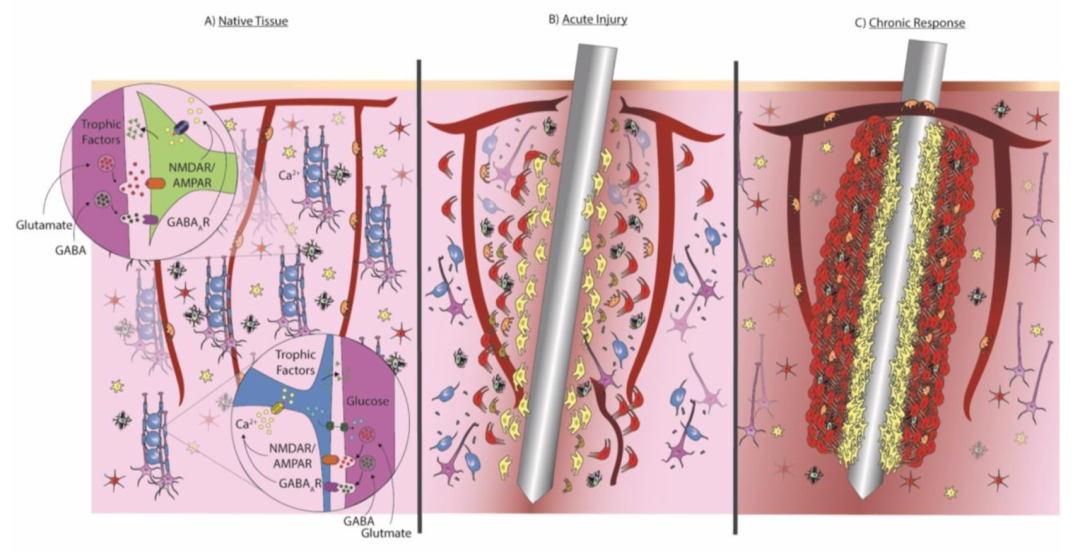 A) Native Tissue
B) Acute Injury
C) Chronic Response
Trophic
Factors
NMDAR/
AMPAR
GABAAR
Glutamate
GABA
Ca2+
Trophic
Factors
Glucose
Ca2+
NMDAR/
AMPAR
GABAAR
GABA
Glutmate